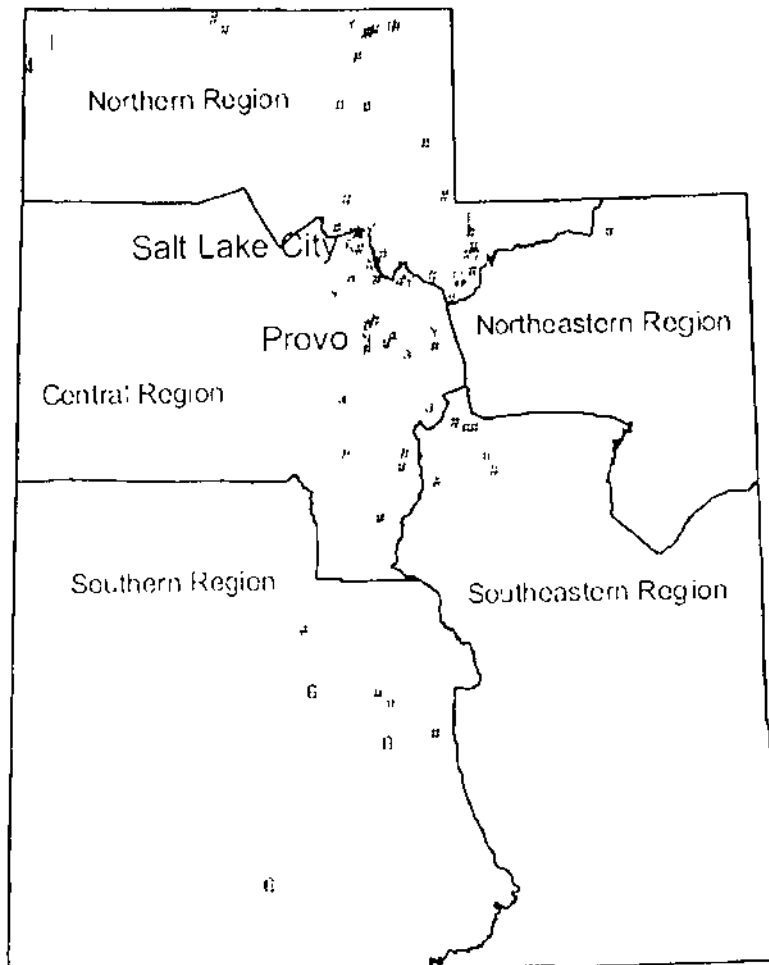 Northern Region
Salt Lake City
Provo
Northeastern Region
Central Region
Southern Region
Southeastern Region